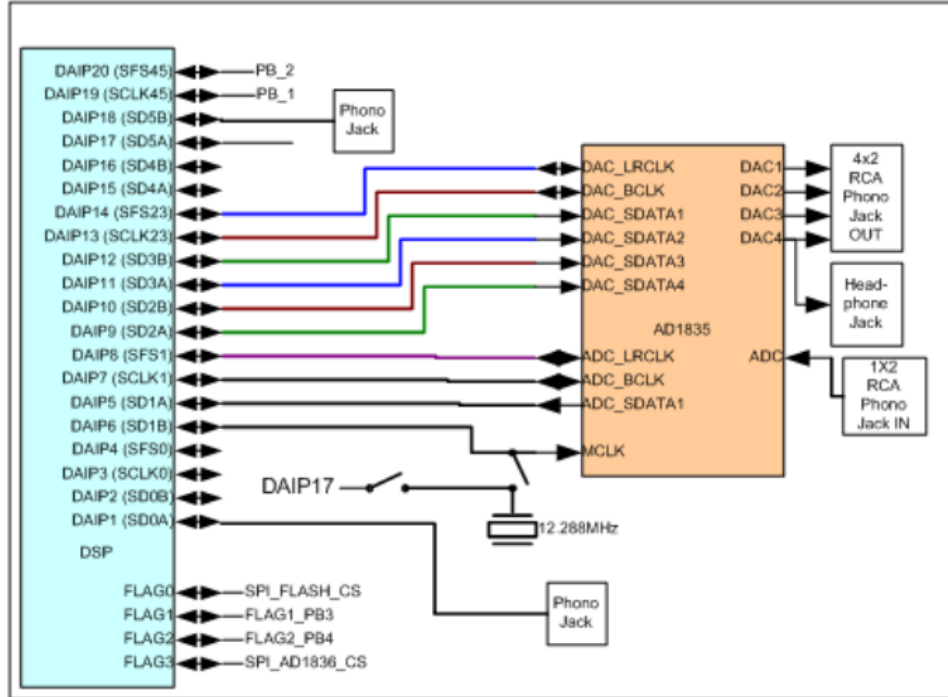 DAIP20 (SFS45)
PB_2
DAIP19 (SCLK45)
PB_1
DAIP18 (SD5B)
DAIP17 (SD5A)
DAIP16 (SD4B)
DAIP15 (SD4A)
DAIP14 (SFS23)
DAIP13 (SCLK23)
DAIP12 (SD3B)
DAIP11 (SD3A)
DAIP10 (SD2B)
DAIP9 (SD2A)
DAIP8 (SFS1)
DAIP7 (SCLK1)
DAIP5 (SD1A)
DAIP6 (SD1B)
DAIP4 (SFS0)
DAIP3 (SCLK0)
DAIP2 (SD0B)
DAIP1 (SD0A)
DSP
FLAG0
SPI_FLASH_CS
FLAG1
FLAG1_PB3
FLAG2
FLAG2_PB4
FLAG3
SPI_AD1836_CS
Phono
Jack
DAIP17
12.288MHz
Phono
Jack
DAC_LRCLK
DAC_BCLK
DAC_SDATA1
DAC_SDATA2
DAC_SDATA3
DAC_SDATA4
AD1835
ADC_LRCLK
ADC_BCLK
ADC_SDATA1
MCLK
DAC1
DAC2
DAC3
DAC4
ADC
4x2
RCA
Phono
Jack
OUT
Head-
phone
Jack
1X2
RCA
Phono
Jack IN